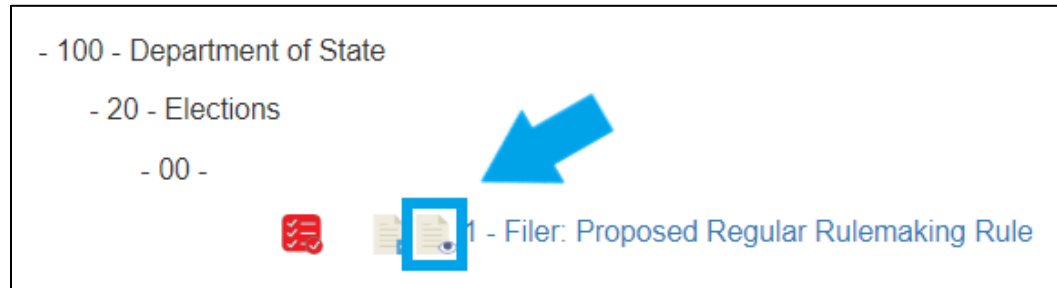 - 100 - Department of State
- 20 - Elections
- 00 -
1 - Filer: Proposed Regular Rulemaking Rule